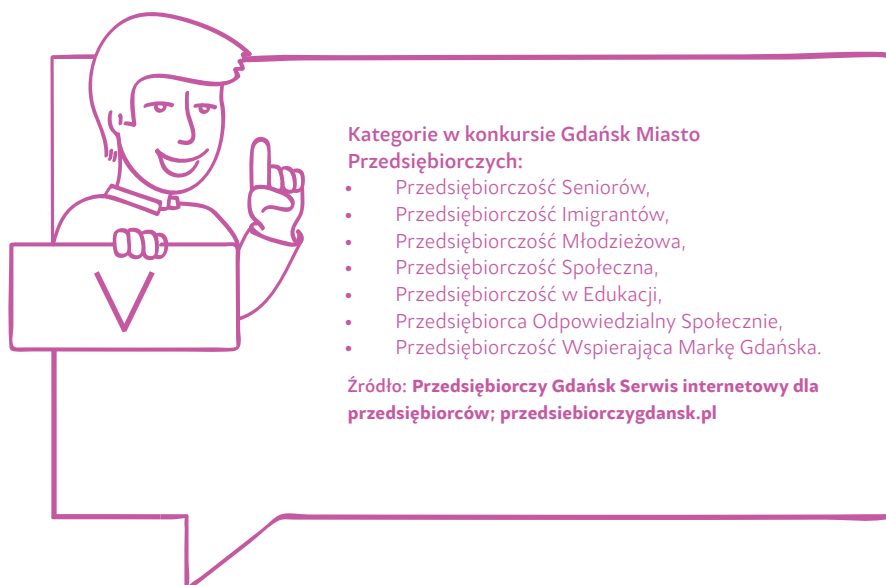 Kategorie w konkursie Gdańsk Miasto
Przedsiębiorczych:
• Przedsiębiorczość Seniorów,
• Przedsiębiorczość Imigrantów,
• Przedsiębiorczość Młodzieżowa,
• Przedsiębiorczość Społeczna,
• Przedsiębiorczość w Edukacji,
• Przedsiębiorca Odpowiedzialny Społecznie,
• Przedsiębiorczość Wspierająca Markę Gdańska.
Źródło: Przedsiębiorczy Gdańsk Serwis internetowy dla
przedsiębiorców; przedsiebiorczygdansk.pl